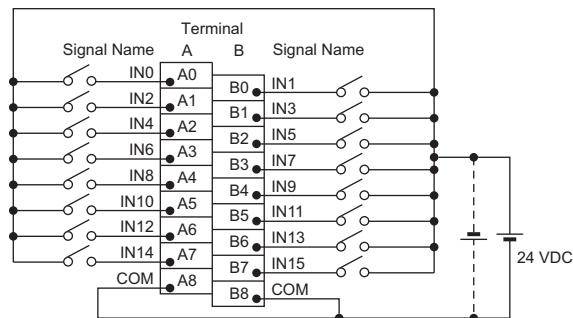 Terminal
Signal Name A B Signal Name
IN0 A0
B0 IN1
IN2 A1
B1 IN3
IN4 A2
B2 IN5
IN6 A3
B3 IN7
IN8 A4
B4 IN9
IN10 A5
B5 IN11
IN12 A6
B6 IN13
IN14 A7
B7 IN15
COM A8
B8 COM
24 VDC